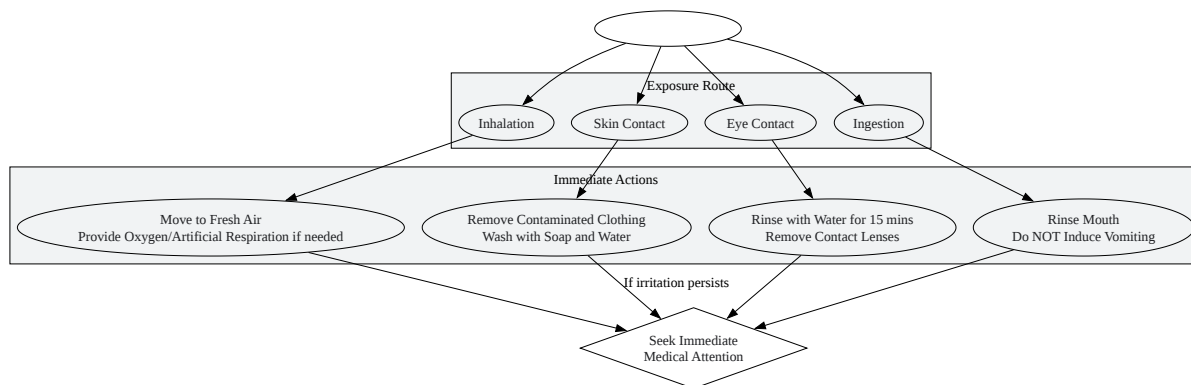 Exposure Route
Inhalation
Skin Contact
Eye Contact
Ingestion
Immediate Actions
Move to Fresh Air
Provide Oxygen/Artificial Respiration if needed
Remove Contaminated Clothing
Wash with Soap and Water
Rinse with Water for 15 mins
Remove Contact Lenses
Rinse Mouth
Do NOT Induce Vomiting
If irritation persists
Seek Immediate
Medical Attention